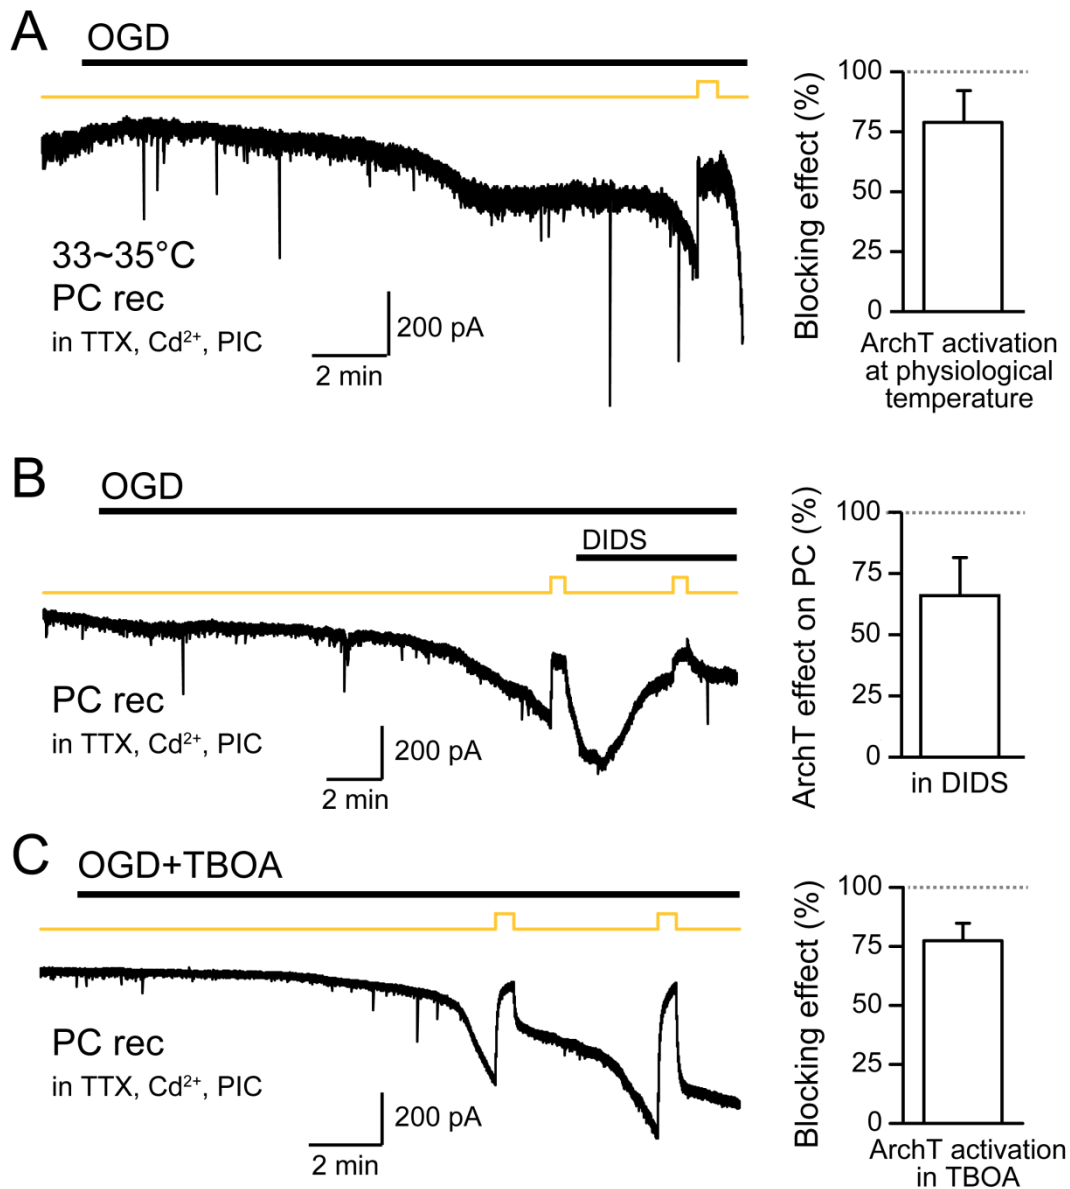 A
OGD
33~35°C
PC rec
in TTX, Cd²⁺, PIC
200 pA
2 min
Blocking effect (%)
100
75
50
25
0
ArchT activation
at physiological
temperature
B
OGD
DIDS
PC rec
in TTX, Cd²⁺, PIC
200 pA
2 min
ArchT effect on PC (%)
100
75
50
25
0
in DIDS
C
OGD+TBOA
PC rec
in TTX, Cd²⁺, PIC
200 pA
2 min
Blocking effect (%)
100
75
50
25
0
ArchT activation
in TBOA